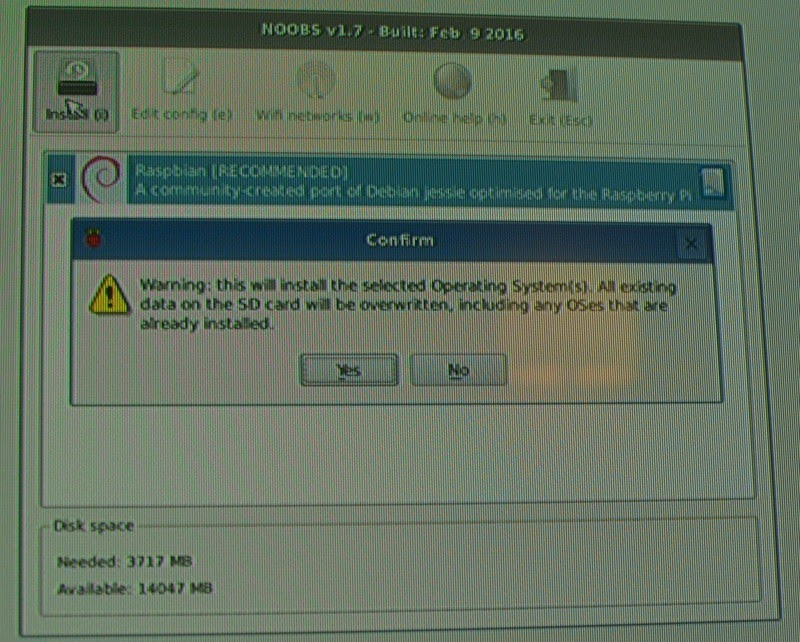 NOOBS v1.7 - Built: Feb 9 2016
Install (i) Edit config (e) Wifi networks (w) Online help (h) Exit (Esc)
Raspbian [RECOMMENDED]
A community-created port of Debian jessie optimised for the Raspberry Pi
Confirm
Warning: this will install the selected Operating System(s). All existing
data on the SD card will be overwritten, including any OSes that are
already installed.
Yes No
Disk space
Needed: 3717 MB
Available: 14047 MB